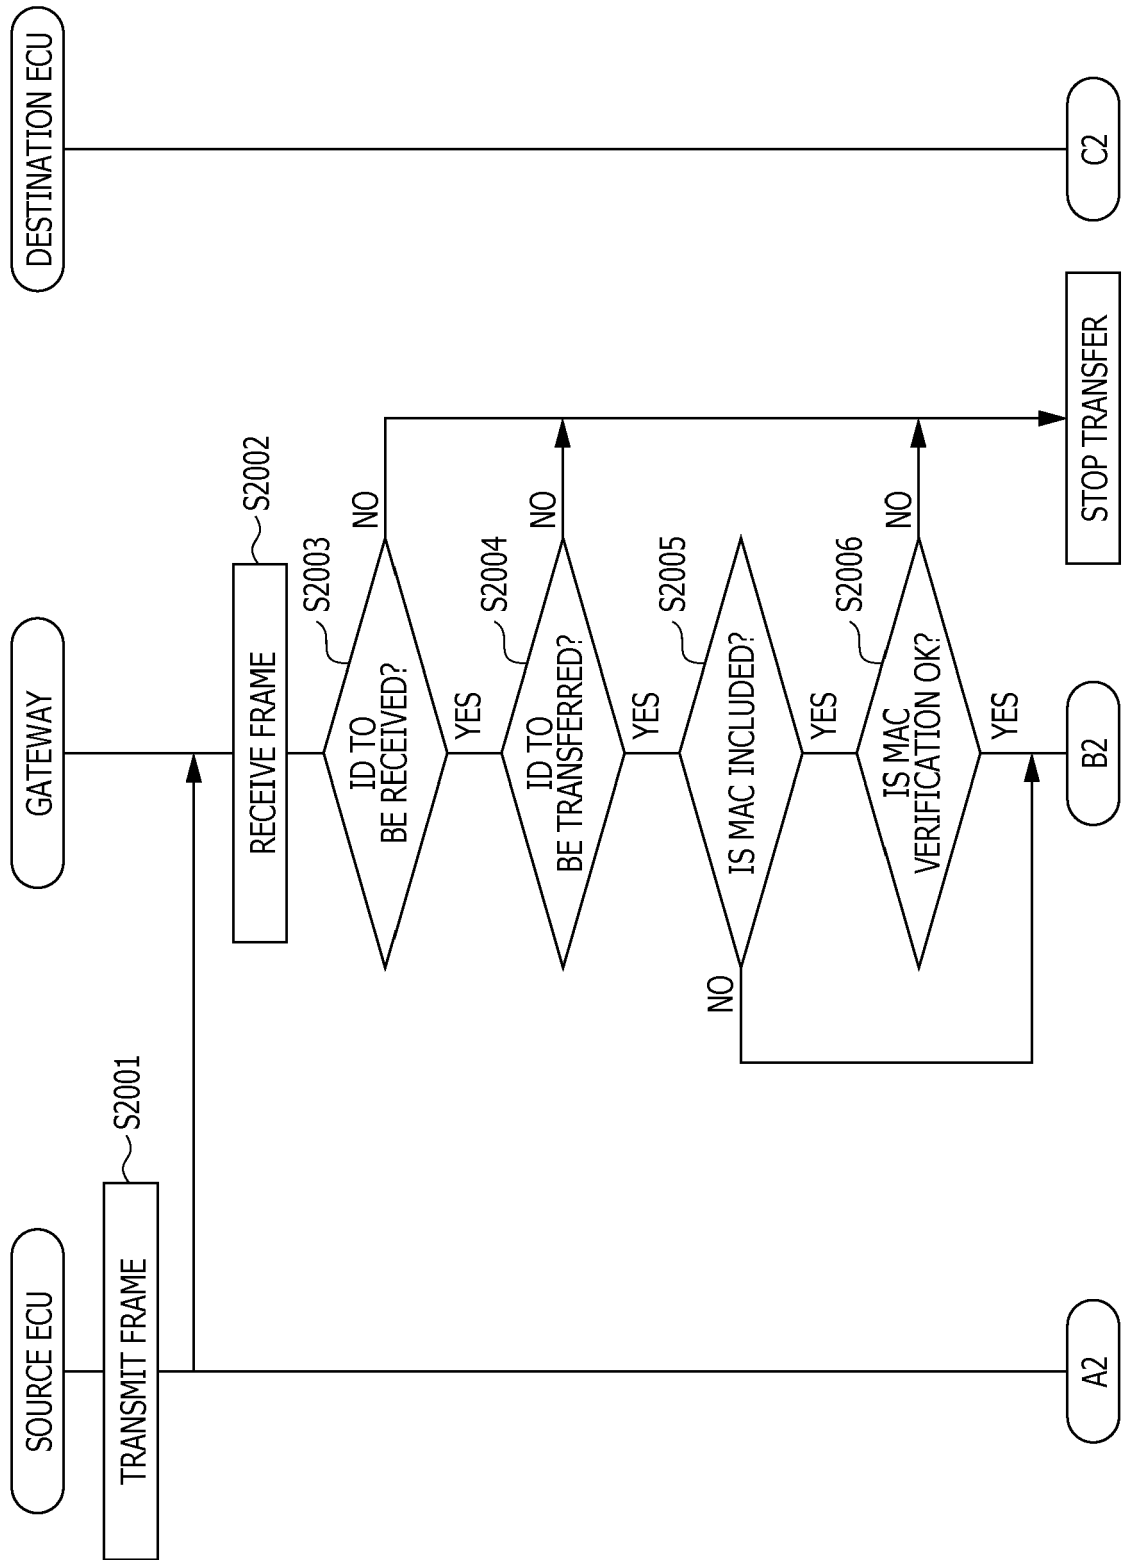 SOURCE ECU
GATEWAY
DESTINATION ECU
TRANSMIT FRAME
S2001
RECEIVE FRAME
S2002
ID TO
BE RECEIVED?
S2003
NO
YES
ID TO
BE TRANSFERRED?
S2004
NO
YES
IS MAC INCLUDED?
S2005
NO
YES
IS MAC
VERIFICATION OK?
S2006
NO
YES
A2
B2
STOP TRANSFER
C2